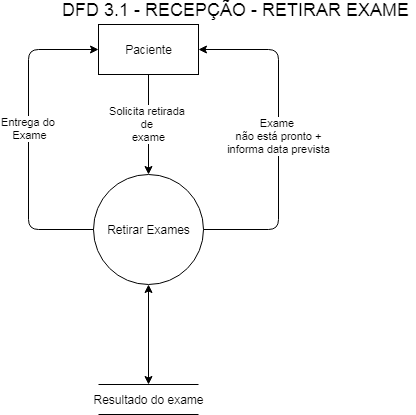 DFD 3.1 - RECEPÇÃO - RETIRAR EXAME
Paciente
Solicita retirada
de
exame
Entrega do
Exame
Exame
não está pronto +
informa data prevista
Retirar Exames
Resultado do exame